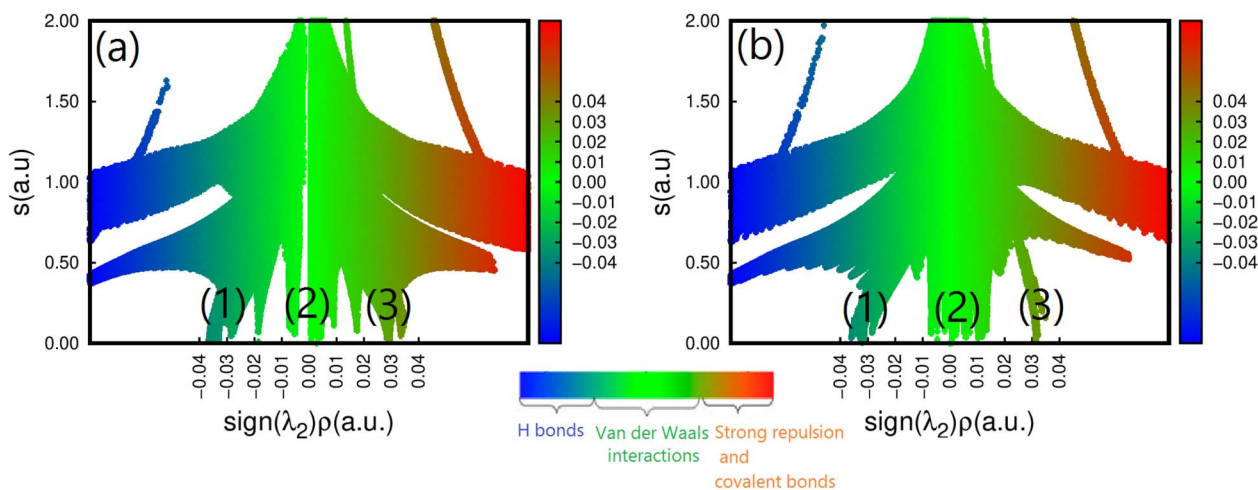 (a)
s(a.u)
2.00
1.50
1.00
0.50
0.00
(1) (2) (3)
−0.04 −0.03 −0.02 −0.01 0.00 0.01 0.02 0.03 0.04
sign(λ2)ρ(a.u.)
0.04
0.03
0.02
0.01
0.00
−0.01
−0.02
−0.03
−0.04
(b)
s(a.u)
2.00
1.50
1.00
0.50
0.00
(1) (2) (3)
−0.04 −0.03 −0.02 −0.01 0.00 0.01 0.02 0.03 0.04
sign(λ2)ρ(a.u.)
0.04
0.03
0.02
0.01
0.00
−0.01
−0.02
−0.03
−0.04
H bonds
Van der Waals
interactions
Strong repulsion
and
covalent bonds